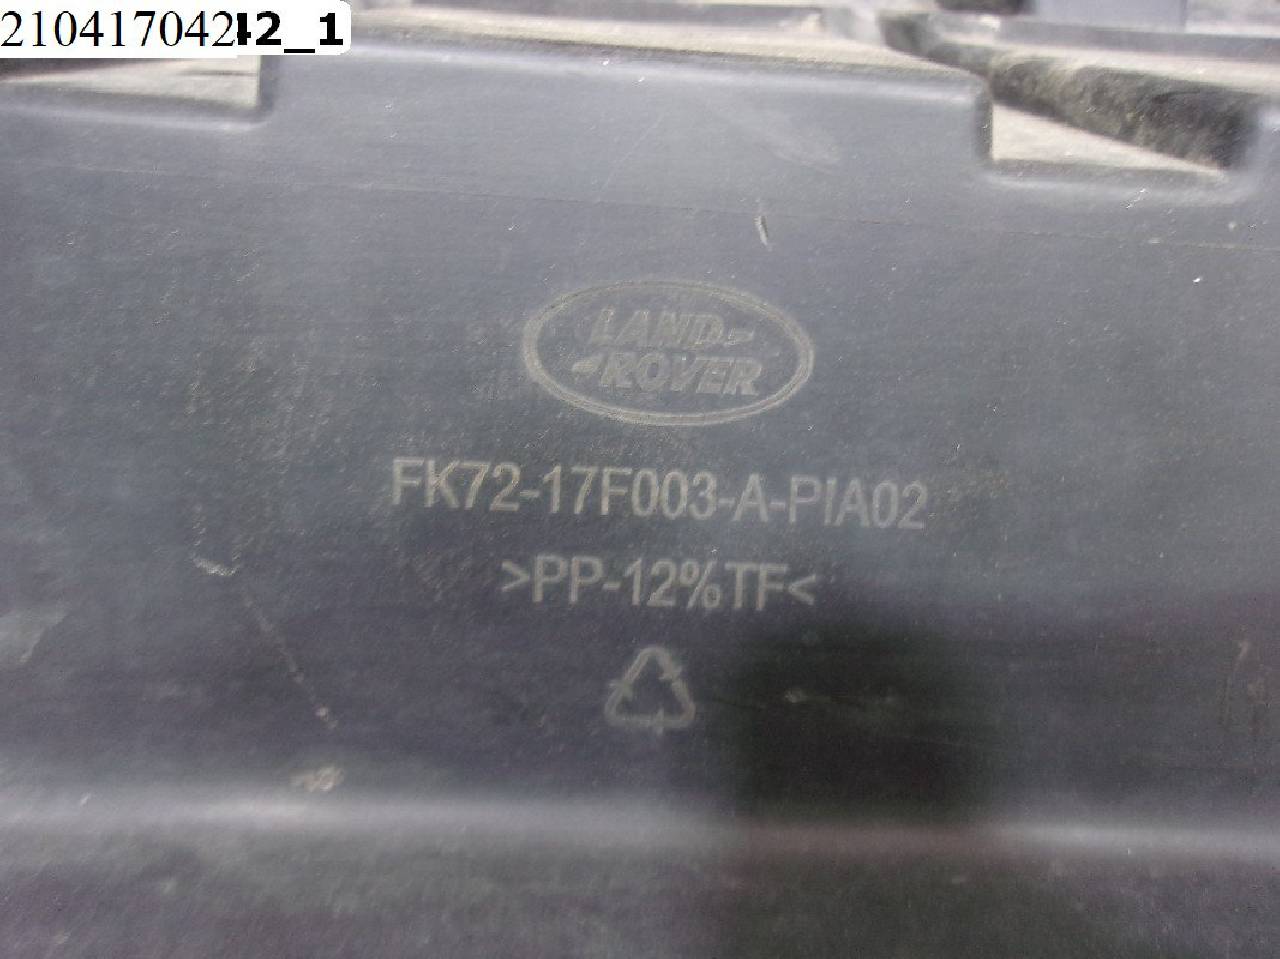 21041704242_1
LAND-
-ROVER
FK72-17F003-A-PIA02
>PP-12%TF<